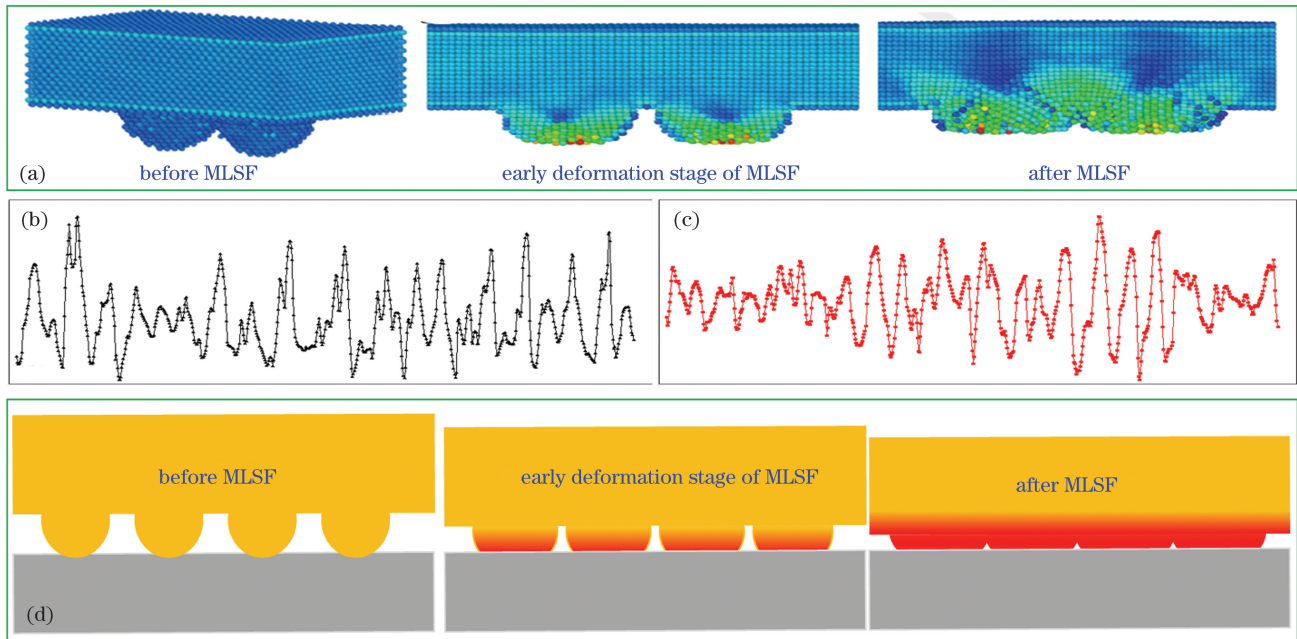 (a)
before MLSF
early deformation stage of MLSF
after MLSF
(b)
(c)
(d)
before MLSF
early deformation stage of MLSF
after MLSF